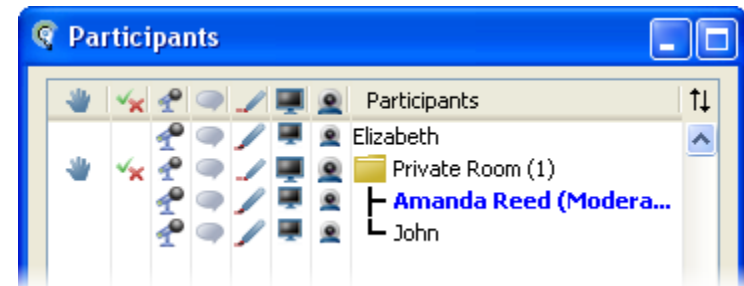 Participants
Participants
Elizabeth
Private Room (1)
Amanda Reed (Modera...
John